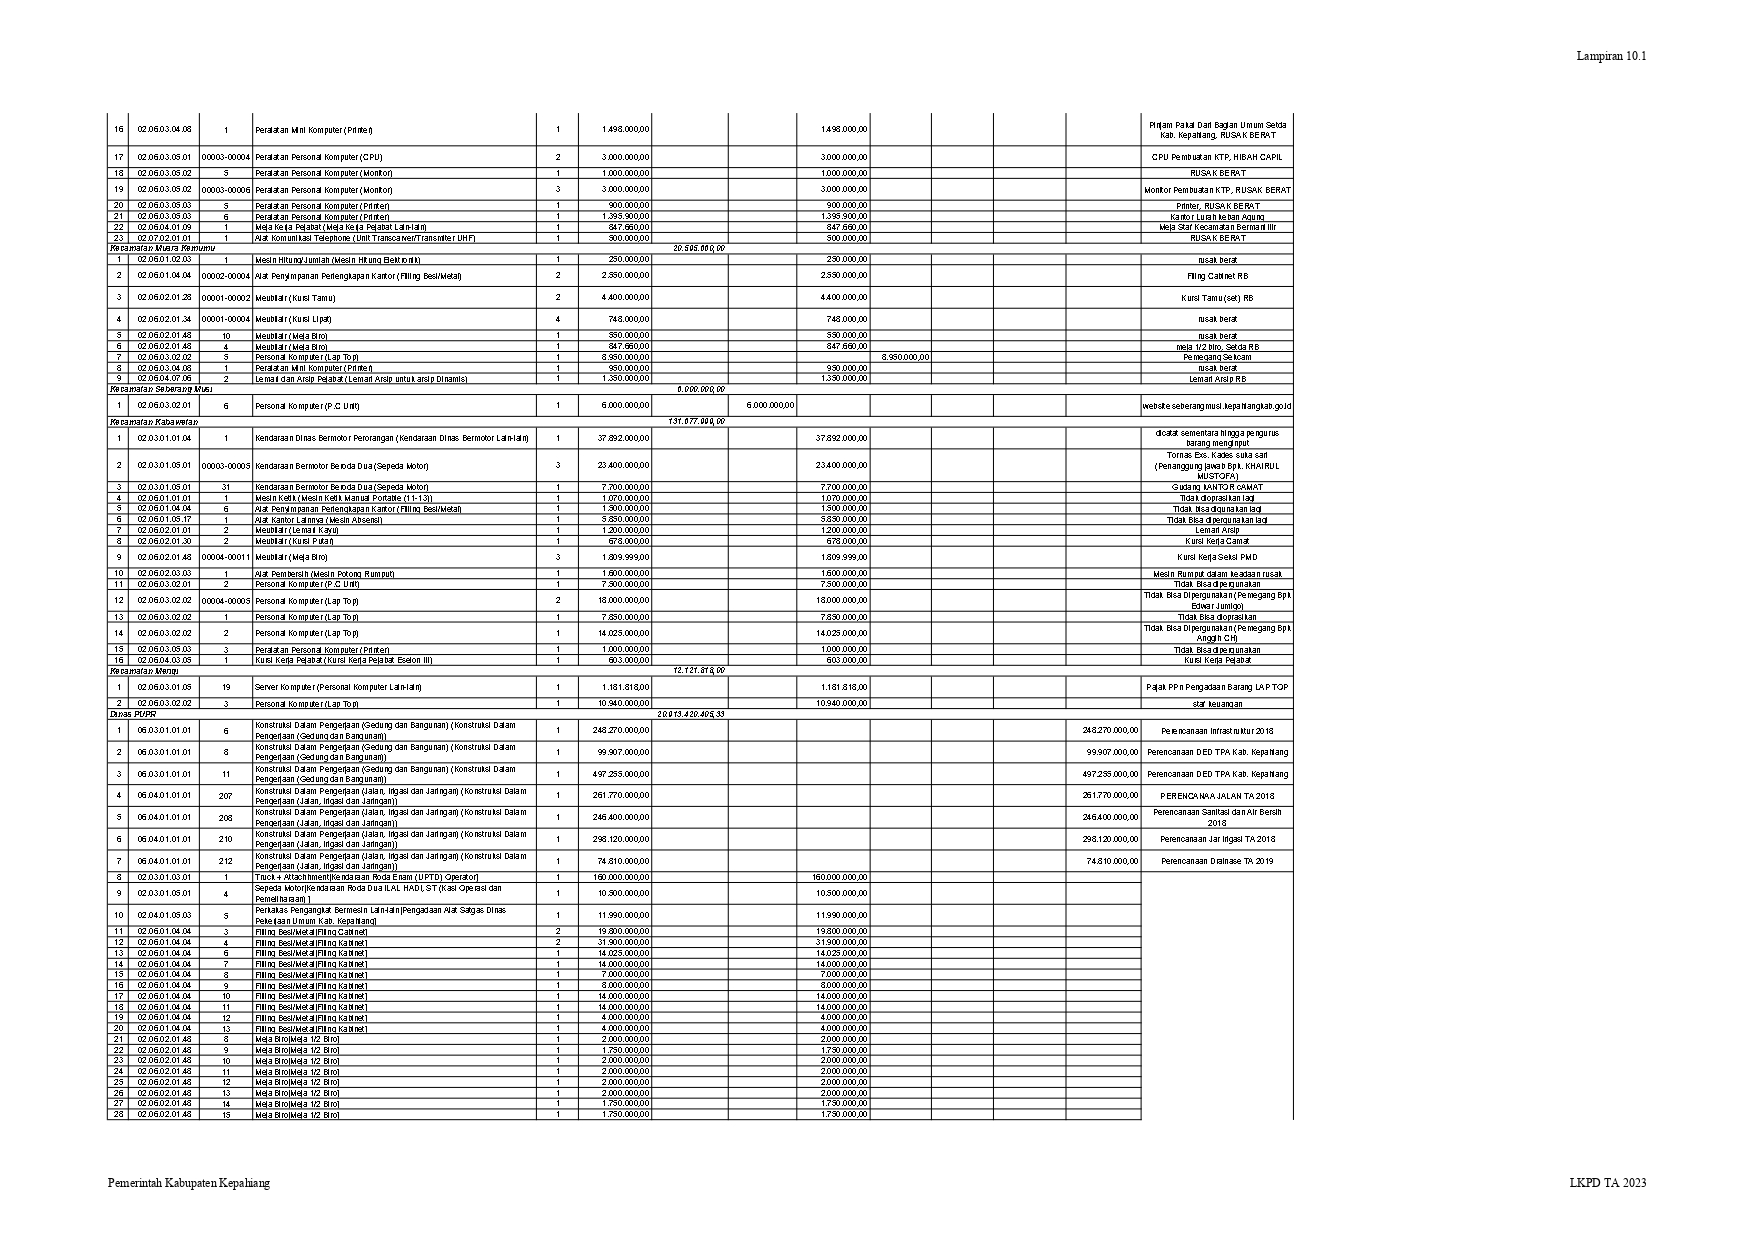 Lampiran 10.1
16 02.06.03.04.08 1 Peralatan Mini Komputer (Printer) 1 1.498.000,00 1.498.000,00 Pinjam Pakai Dari Bagian Umum Setda
Kab. Kepahiang, RUSAK BERAT
17 02.06.03.05.01 00003-00004 Peralatan Personal Komputer (CPU) 2 3.000.000,00 3.000.000,00 CPU Pembuatan KTP, HIBAH CAPIL
18 02.06.03.05.02 5 Peralatan Personal Komputer (Monitor) 1 1.000.000,00 1.000.000,00 RUSAK BERAT
19 02.06.03.05.02 00003-00006 Peralatan Personal Komputer (Monitor) 3 3.000.000,00 3.000.000,00 Monitor Pembuatan KTP, RUSAK BERAT
20 02.06.03.05.03 5 Peralatan Personal Komputer (Printer) 1 900.000,00 900.000,00 Printer, RUSAK BERAT
21 02.06.03.05.03 6 Peralatan Personal Komputer (Printer) 1 1.395.900,00 1.395.900,00 Kantor Lurah keban Agung
22 02.06.04.01.09 1 Meja Kerja Pejabat (Meja Kerja Pejabat Lain-lain) 1 847.660,00 847.660,00 Meja Staf Kecamatan Bermani Ilir
23 02.07.02.01.01 1 Alat Komunikasi Telephone (Unit Transceiver/Transmiter UHF) 1 500.000,00 500.000,00 RUSAK BERAT
Kecamatan Muara Kemumu 20.595.660,00
1 02.06.01.02.03 1 Mesin Hitung/Jumlah (Mesin Hitung Elektronik) 1 250.000,00 250.000,00 rusak berat
2 02.06.01.04.04 00002-00004 Alat Penyimpanan Perlengkapan Kantor (Filling Besi/Metal) 2 2.550.000,00 2.550.000,00 Filing Cabinet RB
3 02.06.02.01.28 00001-00002 Meubilair (Kursi Tamu) 2 4.400.000,00 4.400.000,00 Kursi Tamu (set) RB
4 02.06.02.01.34 00001-00004 Meubilair (Kursi Lipat) 4 748.000,00 748.000,00 rusak berat
5 02.06.02.01.48 10 Meubilair (Meja Biro) 1 550.000,00 550.000,00 rusak berat
6 02.06.02.01.48 4 Meubilair (Meja Biro) 1 847.660,00 847.660,00 meja 1/2 biro, Setda RB
7 02.06.03.02.02 5 Personal Komputer (Lap Top) 1 8.950.000,00 8.950.000,00 Pemegang Sekcam
8 02.06.03.04.08 1 Peralatan Mini Komputer (Printer) 1 950.000,00 950.000,00 rusak berat
9 02.06.04.07.06 2 Lemari dan Arsip Pejabat (Lemari Arsip untuk arsip Dinamis) 1 1.350.000,00 1.350.000,00 Lemari Arsip RB
Kecamatan Seberang Musi 6.000.000,00
1 02.06.03.02.01 6 Personal Komputer (P.C Unit) 1 6.000.000,00 6.000.000,00 website seberangmusi.kepahiangkab.go.id
Kecamatan Kabawetan 131.677.999,00
1 02.03.01.01.04 1 Kendaraan Dinas Bermotor Perorangan (Kendaraan Dinas Bermotor Lain-lain) 1 37.892.000,00 37.892.000,00 dicatat sementara hingga pengurus
barang menginput
2 02.03.01.05.01 00003-00005 Kendaraan Bermotor Beroda Dua (Sepeda Motor) 3 23.400.000,00 23.400.000,00 Tornas Exs. Kades suka sari
(Penanggung jawab Bpk. KHAIRUL
MUSTOFA)
3 02.03.01.05.01 31 Kendaraan Bermotor Beroda Dua (Sepeda Motor) 1 7.700.000,00 7.700.000,00 Gudang kANTOR cAMAT
4 02.06.01.01.01 1 Mesin Ketik (Mesin Ketik Manual Portable (11-13)) 1 1.070.000,00 1.070.000,00 Tidak dioprasikan lagi
5 02.06.01.04.04 6 Alat Penyimpanan Perlengkapan Kantor (Filling Besi/Metal) 1 1.500.000,00 1.500.000,00 Tidak bisa digunakan lagi
6 02.06.01.05.17 1 Alat Kantor Lainnya (Mesin Absensi) 1 5.850.000,00 5.850.000,00 Tidak Bisa dipergunakan lagi
7 02.06.02.01.01 2 Meubilair (Lemari Kayu) 1 1.200.000,00 1.200.000,00 Lemari Arsip
8 02.06.02.01.30 2 Meubilair (Kursi Putar) 1 678.000,00 678.000,00 Kursi Kerja Camat
9 02.06.02.01.48 00004-00011 Meubilair (Meja Biro) 3 1.809.999,00 1.809.999,00 Kursi Kerja Seksi PMD
10 02.06.02.03.03 1 Alat Pembersih (Mesin Potong Rumput) 1 1.600.000,00 1.600.000,00 Mesin Rumput dalam keadaan rusak
11 02.06.03.02.01 2 Personal Komputer (P.C Unit) 1 7.500.000,00 7.500.000,00 Tidak Bisa dipergunakan
12 02.06.03.02.02 00004-00005 Personal Komputer (Lap Top) 2 18.000.000,00 18.000.000,00 Tidak Bisa Dipergunakan (Pemegang Bpk
Edwar Jumigo)
13 02.06.03.02.02 1 Personal Komputer (Lap Top) 1 7.850.000,00 7.850.000,00 Tidak Bisa dioprasikan
14 02.06.03.02.02 2 Personal Komputer (Lap Top) 1 14.025.000,00 14.025.000,00 Tidak Bisa Dipergunakan (Pemegang Bpk
Anggih CH)
15 02.06.03.05.03 3 Peralatan Personal Komputer (Printer) 1 1.000.000,00 1.000.000,00 Tidak Bisa dipergunakan
16 02.06.04.03.05 1 Kursi Kerja Pejabat (Kursi Kerja Pejabat Eselon III) 1 603.000,00 603.000,00 Kursi Kerja Pejabat
Kecamatan Merigi 12.121.818,00
1 02.06.03.01.05 19 Server Komputer (Personal Komputer Lain-lain) 1 1.181.818,00 1.181.818,00 Pajak PPn Pengadaan Barang LAP TOP
2 02.06.03.02.02 3 Personal Komputer (Lap Top) 1 10.940.000,00 10.940.000,00 staf keuangan
Dinas PUPR 20.913.420.405,33
1 06.03.01.01.01 6 Konstruksi Dalam Pengerjaan (Gedung dan Bangunan) (Konstruksi Dalam
Pengerjaan (Gedung dan Bangunan)) 1 248.270.000,00 248.270.000,00 Perencanaan Infrastruktur 2018
2 06.03.01.01.01 8 Konstruksi Dalam Pengerjaan (Gedung dan Bangunan) (Konstruksi Dalam
Pengerjaan (Gedung dan Bangunan)) 1 99.907.000,00 99.907.000,00 Perencanaan DED TPA Kab. Kepahiang
3 06.03.01.01.01 11 Konstruksi Dalam Pengerjaan (Gedung dan Bangunan) (Konstruksi Dalam
Pengerjaan (Gedung dan Bangunan)) 1 497.255.000,00 497.255.000,00 Perencanaan DED TPA Kab. Kepahiang
4 06.04.01.01.01 207 Konstruksi Dalam Pengerjaan (Jalan, Irigasi dan Jaringan) (Konstruksi Dalam
Pengerjaan (Jalan, Irigasi dan Jaringan)) 1 261.770.000,00 261.770.000,00 PERENCANAA JALAN TA 2018
5 06.04.01.01.01 208 Konstruksi Dalam Pengerjaan (Jalan, Irigasi dan Jaringan) (Konstruksi Dalam
Pengerjaan (Jalan, Irigasi dan Jaringan)) 1 246.400.000,00 246.400.000,00 Perencanaan Sanitasi dan Air Bersih
2018
6 06.04.01.01.01 210 Konstruksi Dalam Pengerjaan (Jalan, Irigasi dan Jaringan) (Konstruksi Dalam
Pengerjaan (Jalan, Irigasi dan Jaringan)) 1 298.120.000,00 298.120.000,00 Perencanaan Jar Irigasi TA 2018
7 06.04.01.01.01 212 Konstruksi Dalam Pengerjaan (Jalan, Irigasi dan Jaringan) (Konstruksi Dalam
Pengerjaan (Jalan, Irigasi dan Jaringan)) 1 74.810.000,00 74.810.000,00 Perencanaan Drainase TA 2019
8 02.03.01.03.01 1 Truck + Attachhment[Kendaraan Roda Enam (UPTD) Operator] 1 160.000.000,00 160.000.000,00
9 02.03.01.05.01 4 Sepeda Motor[Kendaraan Roda Dua ILAL HADI, ST (Kasi Operasi dan
Pemeliharaan) ] 1 10.500.000,00 10.500.000,00
10 02.04.01.05.03 5 Perkakas Pengangkat Bermesin Lain-lain[Pengadaan Alat Satgas Dinas
Pekerjaan Umum Kab. Kepahiang] 1 11.990.000,00 11.990.000,00
11 02.06.01.04.04 3 Filling Besi/Metal[Filing Cabinet] 2 19.800.000,00 19.800.000,00
12 02.06.01.04.04 4 Filling Besi/Metal[Filing Kabinet] 2 31.900.000,00 31.900.000,00
13 02.06.01.04.04 6 Filling Besi/Metal[Filing Kabinet] 1 14.025.000,00 14.025.000,00
14 02.06.01.04.04 7 Filling Besi/Metal[Filing Kabinet] 1 14.000.000,00 14.000.000,00
15 02.06.01.04.04 8 Filling Besi/Metal[Filing Kabinet] 1 7.000.000,00 7.000.000,00
16 02.06.01.04.04 9 Filling Besi/Metal[Filing Kabinet] 1 8.000.000,00 8.000.000,00
17 02.06.01.04.04 10 Filling Besi/Metal[Filing Kabinet] 1 14.000.000,00 14.000.000,00
18 02.06.01.04.04 11 Filling Besi/Metal[Filing Kabinet] 1 14.000.000,00 14.000.000,00
19 02.06.01.04.04 12 Filling Besi/Metal[Filing Kabinet] 1 4.000.000,00 4.000.000,00
20 02.06.01.04.04 13 Filling Besi/Metal[Filing Kabinet] 1 4.000.000,00 4.000.000,00
21 02.06.02.01.48 8 Meja Biro[Meja 1/2 Biro] 1 2.000.000,00 2.000.000,00
22 02.06.02.01.48 9 Meja Biro[Meja 1/2 Biro] 1 1.750.000,00 1.750.000,00
23 02.06.02.01.48 10 Meja Biro[Meja 1/2 Biro] 1 2.000.000,00 2.000.000,00
24 02.06.02.01.48 11 Meja Biro[Meja 1/2 Biro] 1 2.000.000,00 2.000.000,00
25 02.06.02.01.48 12 Meja Biro[Meja 1/2 Biro] 1 2.000.000,00 2.000.000,00
26 02.06.02.01.48 13 Meja Biro[Meja 1/2 Biro] 1 2.000.000,00 2.000.000,00
27 02.06.02.01.48 14 Meja Biro[Meja 1/2 Biro] 1 1.750.000,00 1.750.000,00
28 02.06.02.01.48 15 Meja Biro[Meja 1/2 Biro] 1 1.750.000,00 1.750.000,00
Pemerintah Kabupaten Kepahiang LKPD TA 2023